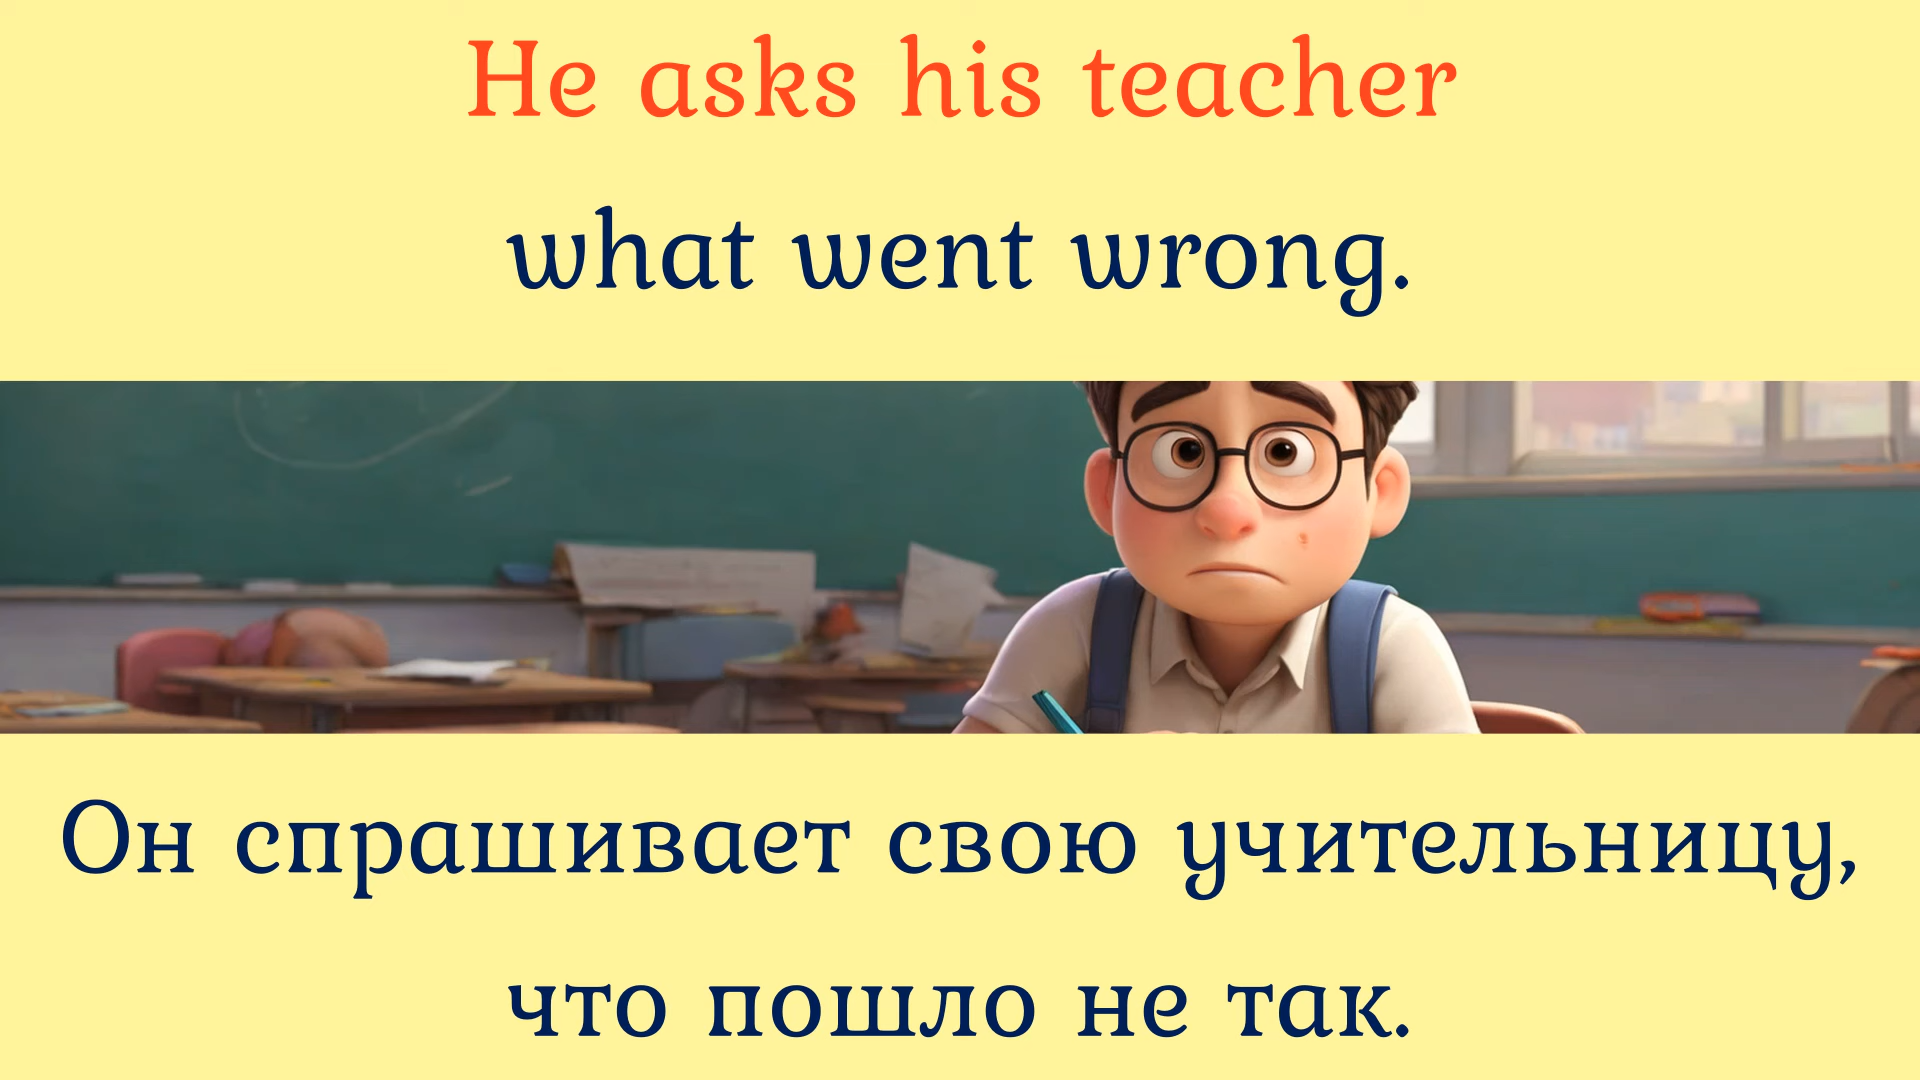 He asks his teacher
what went wrong.
Он спрашивает свою учительницу,
что пошло не так.